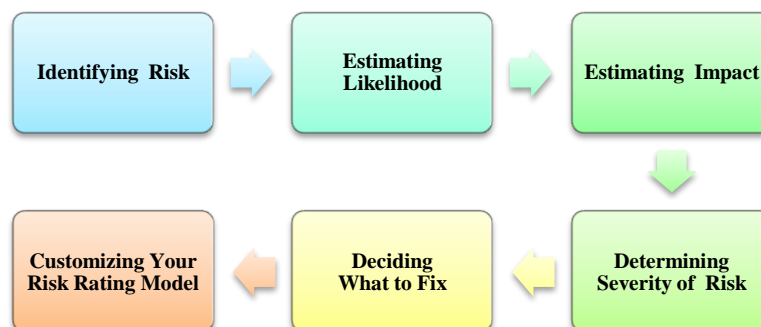 Identifying Risk
Estimating
Likelihood
Estimating Impact
Determining
Severity of Risk
Deciding
What to Fix
Customizing Your
Risk Rating Model